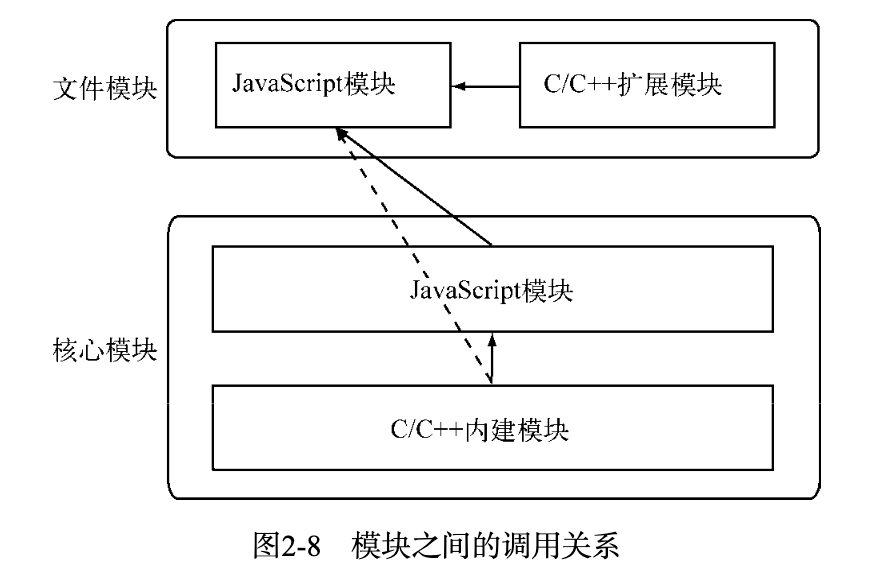 文件模块
JavaScript模块
C/C++扩展模块
核心模块
JavaScript模块
C/C++内建模块
图2-8 模块之间的调用关系